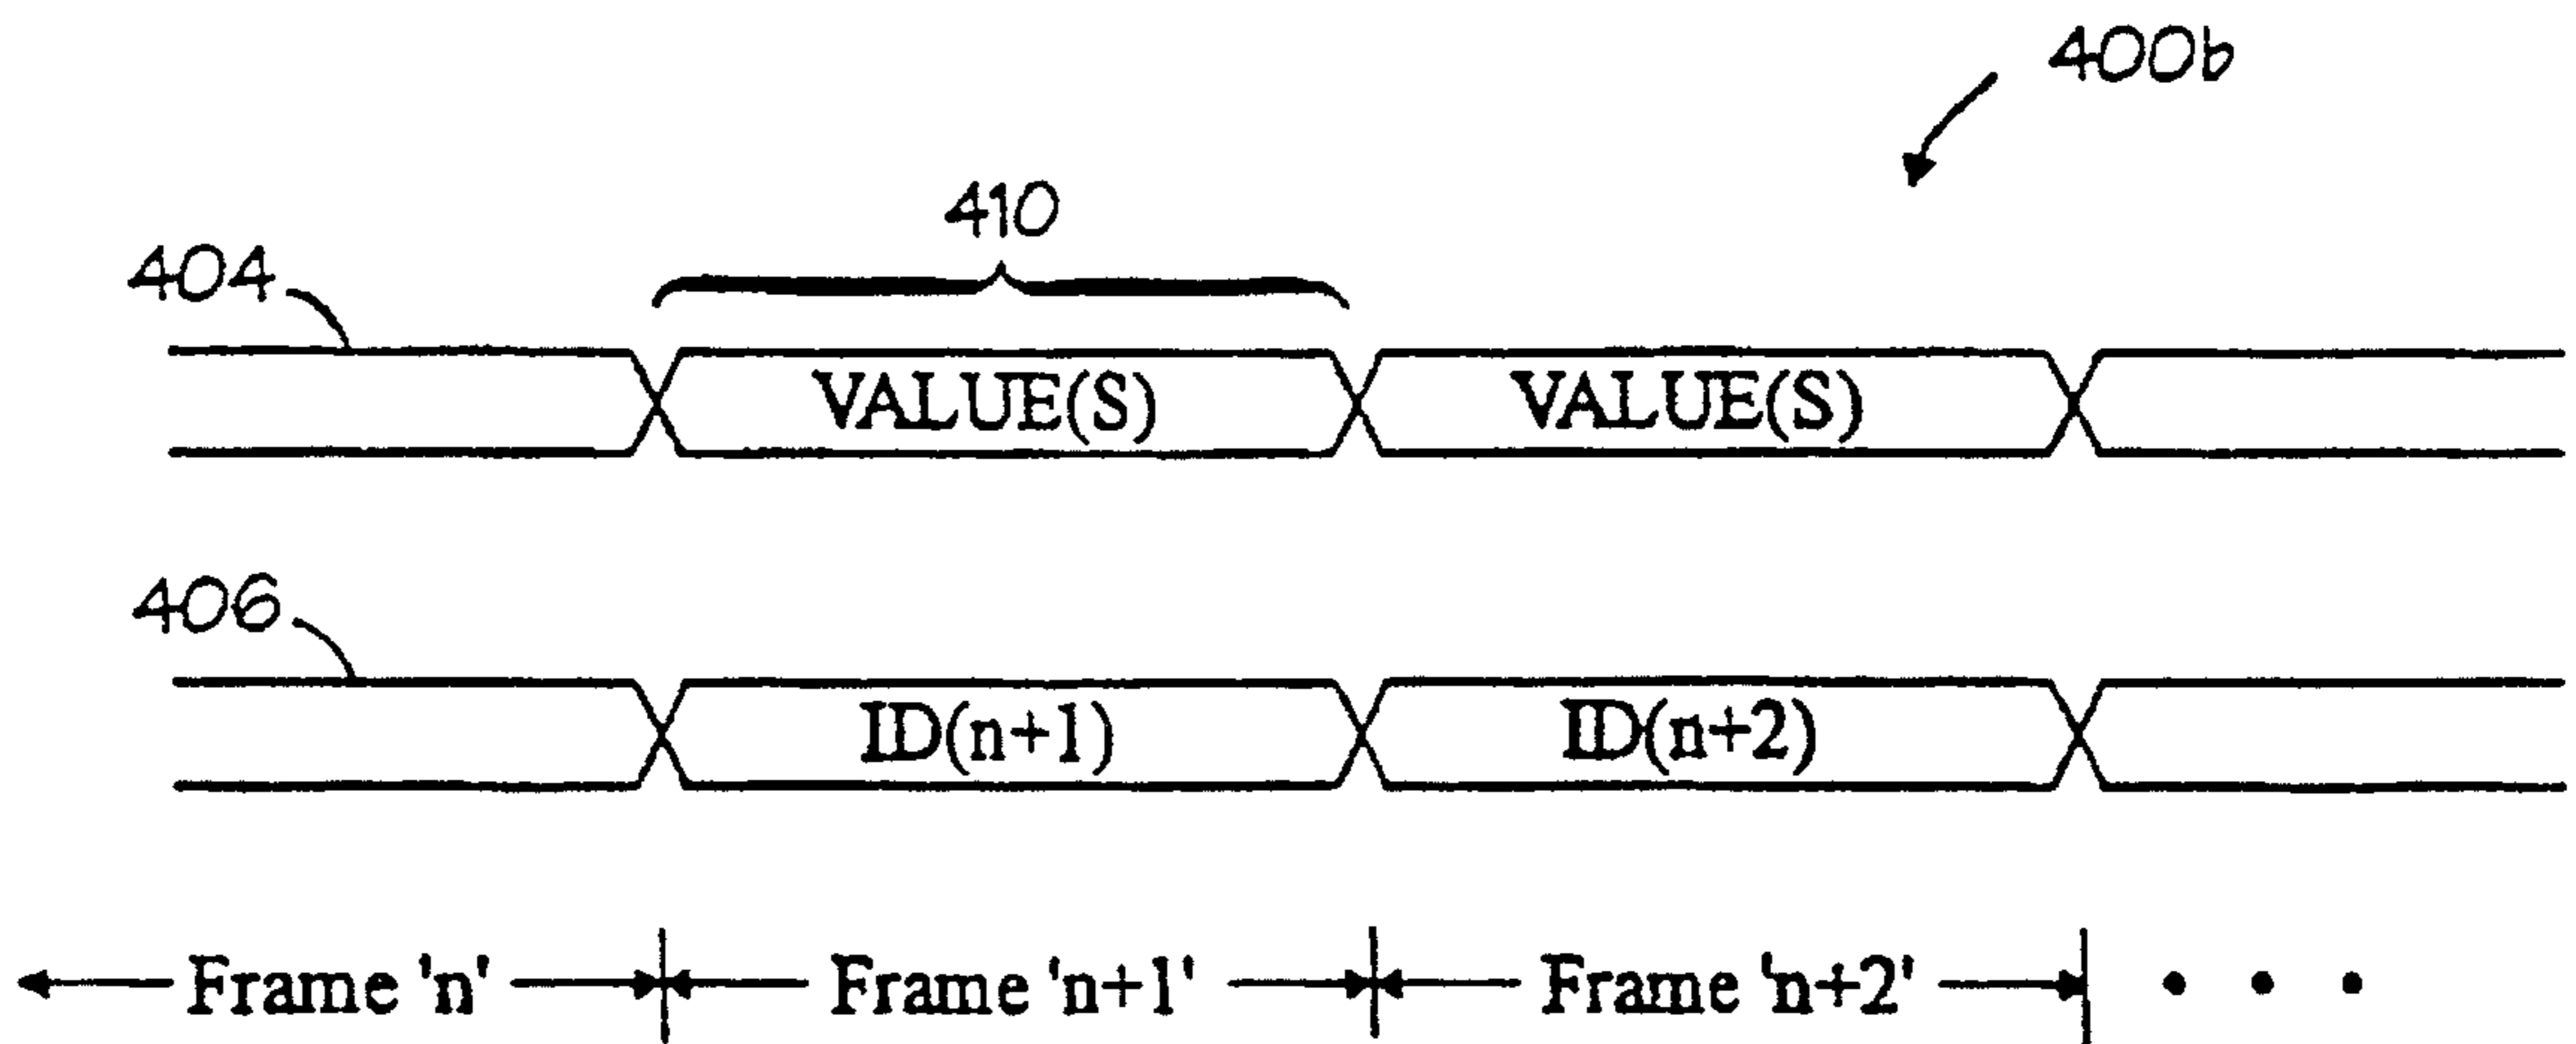 400b
410
404
VALUE(S) VALUE(S)
406
ID(n+1) ID(n+2)
Frame 'n' Frame 'n+1' Frame 'n+2' • • •